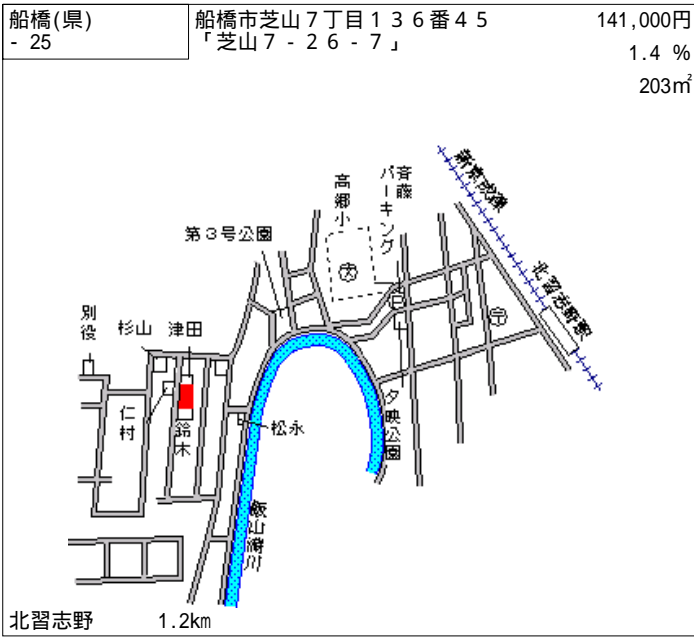 船橋(県)
- 25
船橋市芝山７丁目１３６番４５
「芝山７‐２６‐７」
141,000円
1.4 %
203㎡
新京成線
斉藤
パーキング
高郷小
第３号公園
北習志野駅
別役
杉山
津田
仁村
鈴木
松永
夕映公園
飯山満川
北習志野
1.2km